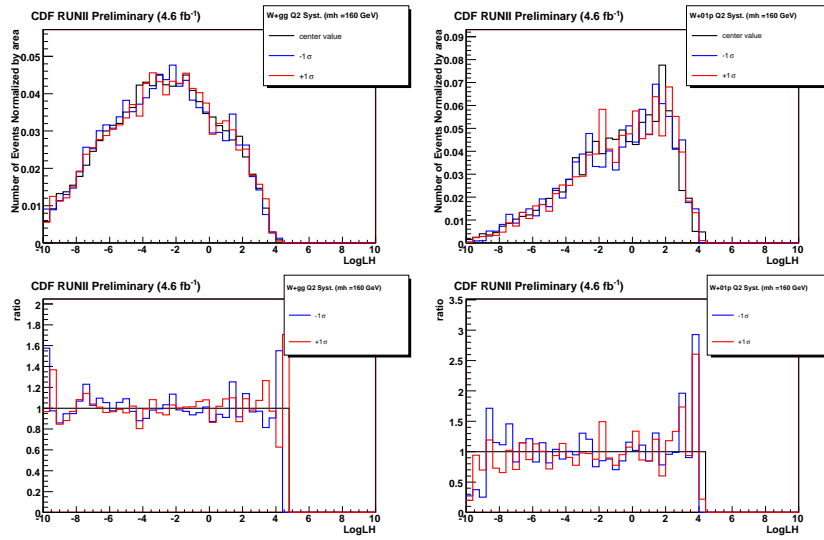 CDF RUNII Preliminary (4.6 fb-1)
W+gg Q2 Syst. (mh =160 GeV)
center value
-1 σ
+1 σ
Number of Events Normalized by area
0.05
0.04
0.03
0.02
0.01
0
-10 -8 -6 -4 -2 0 2 4 6 8 10
LogLH
CDF RUNII Preliminary (4.6 fb-1)
W+01p Q2 Syst. (mh =160 GeV)
center value
-1 σ
+1 σ
Number of Events Normalized by area
0.09
0.08
0.07
0.06
0.05
0.04
0.03
0.02
0.01
0
-10 -8 -6 -4 -2 0 2 4 6 8 10
LogLH
CDF RUNII Preliminary (4.6 fb-1)
W+gg Q2 Syst. (mh =160 GeV)
-1 σ
+1 σ
ratio
2
1.8
1.6
1.4
1.2
1
0.8
0.6
0.4
0.2
0
-10 -8 -6 -4 -2 0 2 4 6 8 10
LogLH
CDF RUNII Preliminary (4.6 fb-1)
W+01p Q2 Syst. (mh =160 GeV)
-1 σ
+1 σ
ratio
3.5
3
2.5
2
1.5
1
0.5
0
-10 -8 -6 -4 -2 0 2 4 6 8 10
LogLH